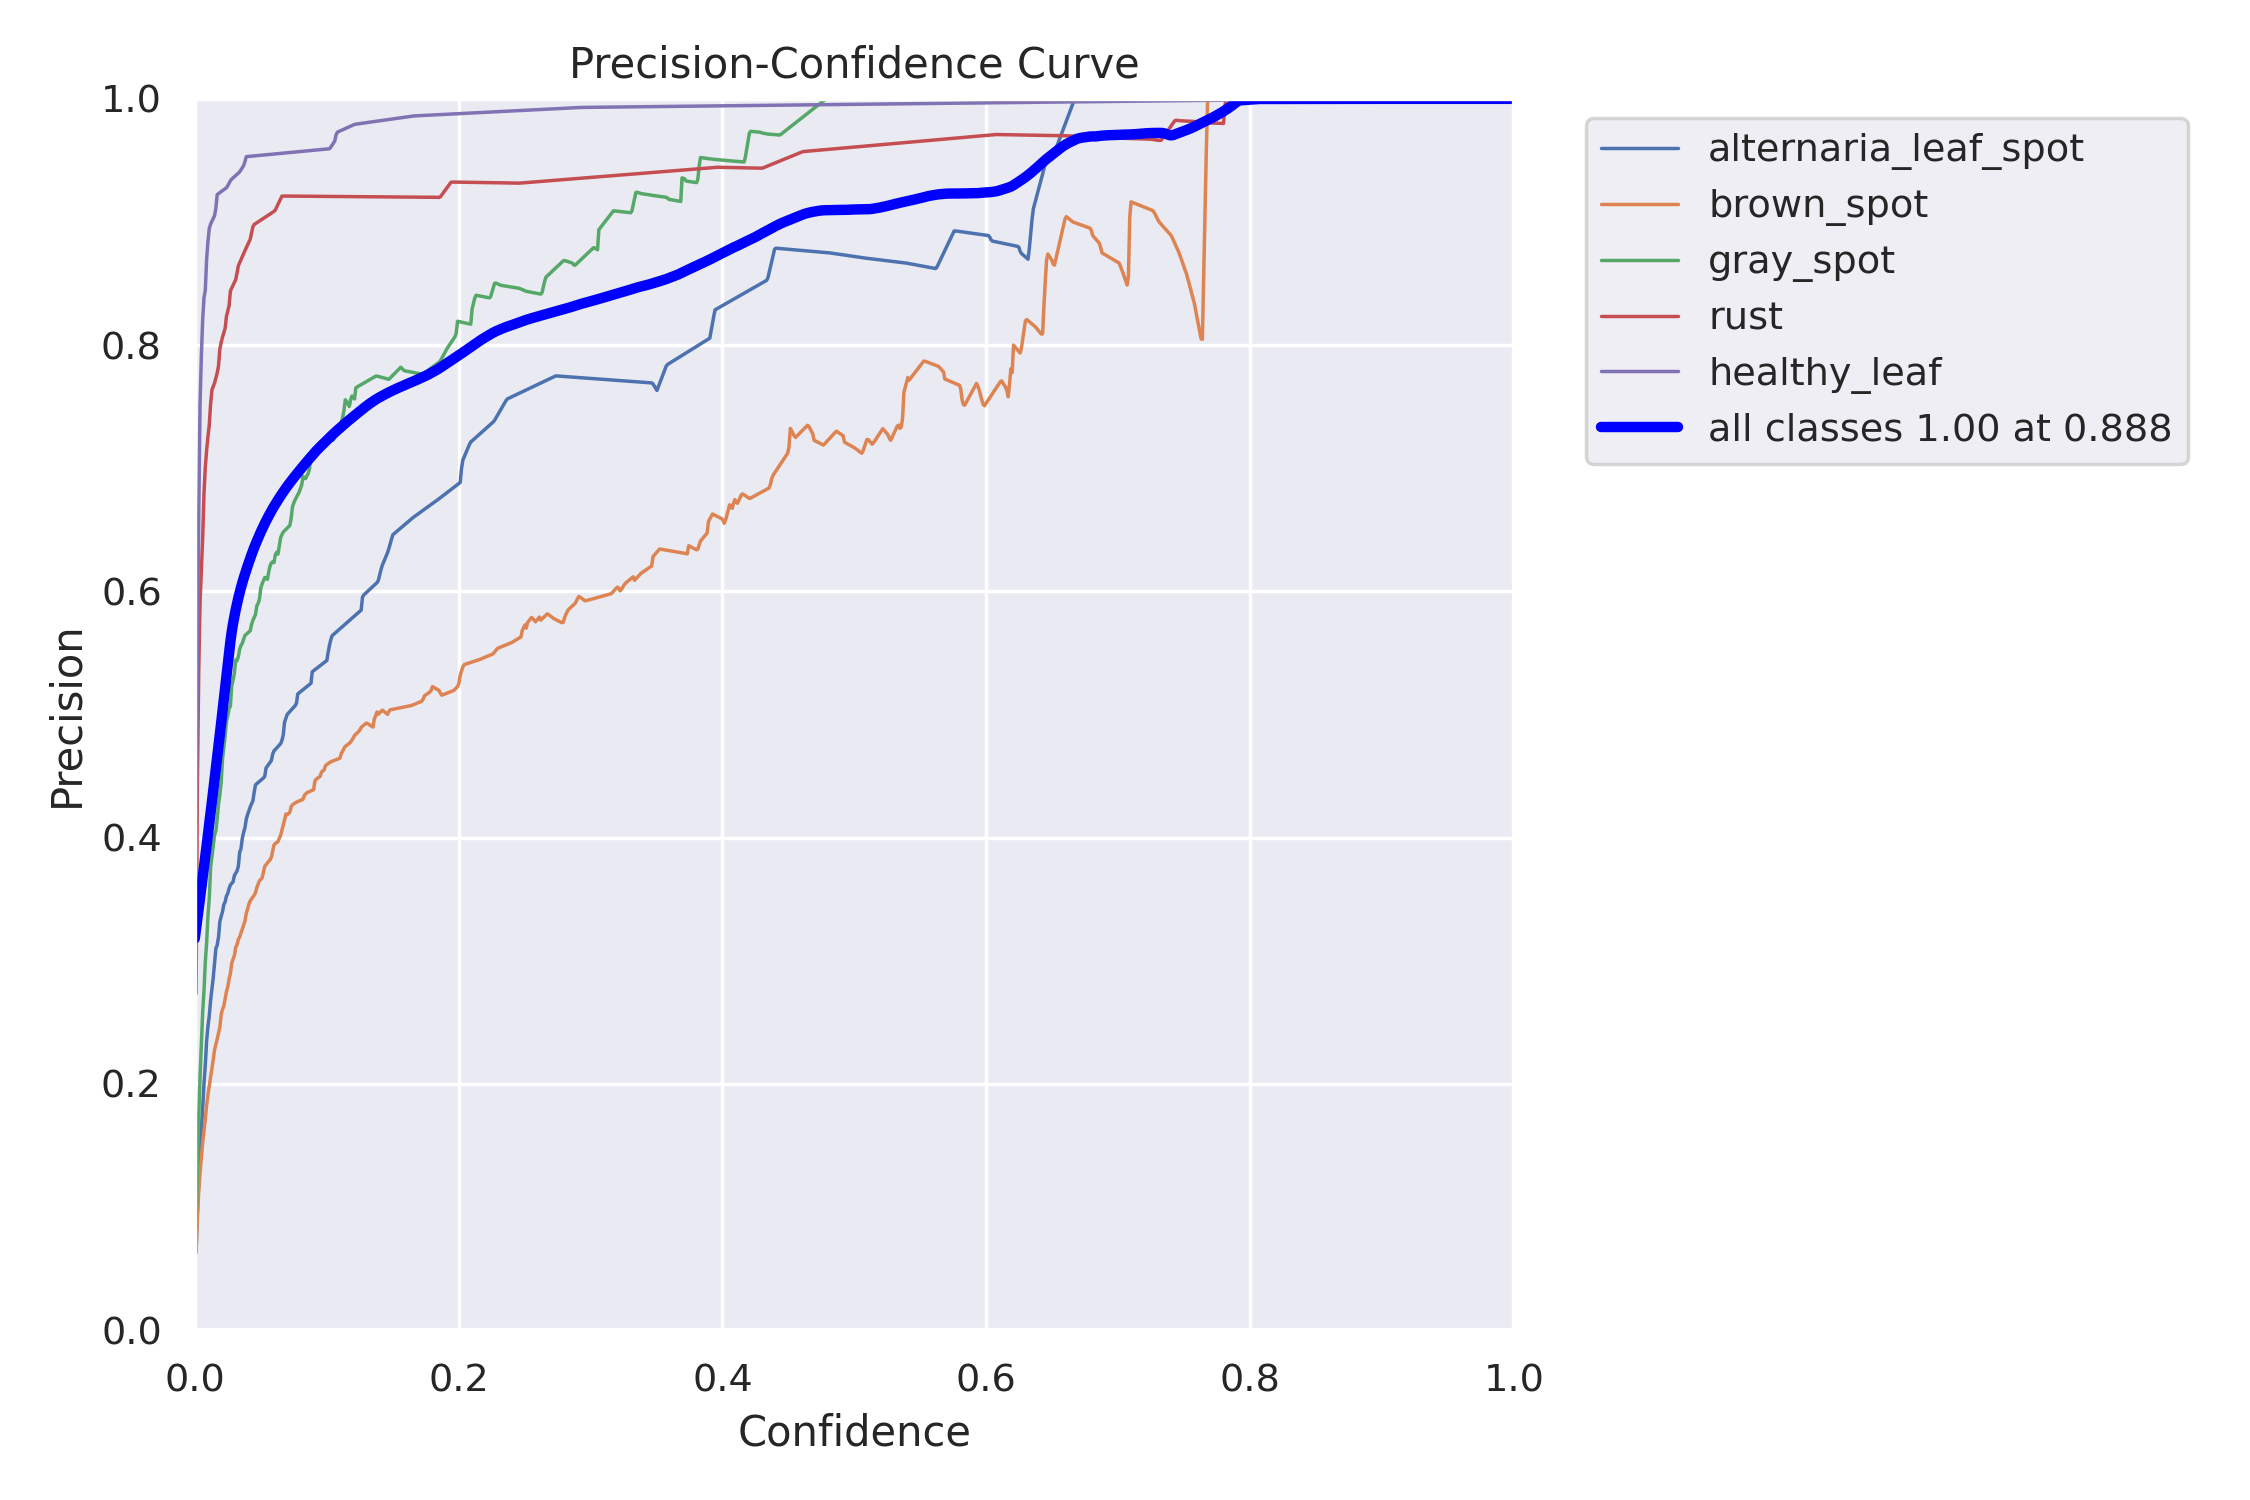 Precision-Confidence Curve
1.0
0.8
0.6
0.4
0.2
0.0
Precision
0.0 0.2 0.4 0.6 0.8 1.0
Confidence
alternaria_leaf_spot
brown_spot
gray_spot
rust
healthy_leaf
all classes 1.00 at 0.888